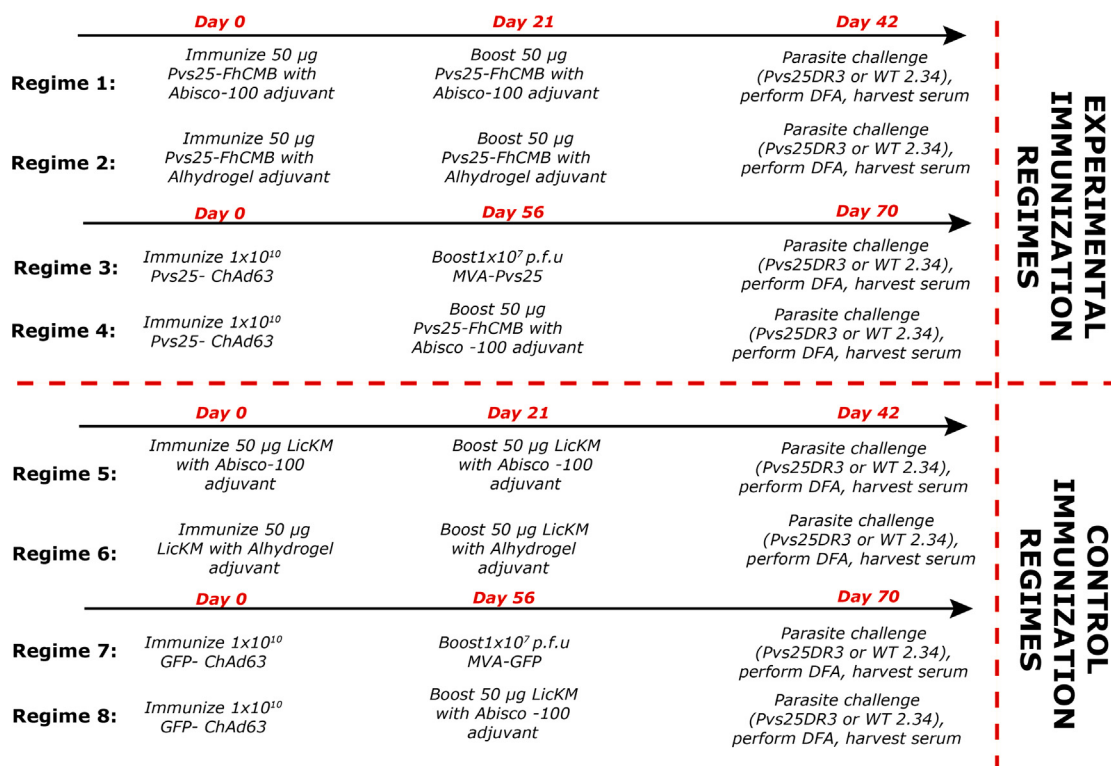 Day 0 Day 21 Day 42
Regime 1:
Immunize 50 µg
Pvs25-FhCMB with
Abisco-100 adjuvant
Boost 50 µg
Pvs25-FhCMB with
Abisco-100 adjuvant
Parasite challenge
(Pvs25DR3 or WT 2.34),
perform DFA, harvest serum
Regime 2:
Immunize 50 µg
Pvs25-FhCMB with
Alhydrogel adjuvant
Boost 50 µg
Pvs25-FhCMB with
Alhydrogel adjuvant
Parasite challenge
(Pvs25DR3 or WT 2.34),
perform DFA, harvest serum
Day 0 Day 56 Day 70
Regime 3:
Immunize 1x10¹⁰
Pvs25- ChAd63
Boost1x10⁷ p.f.u
MVA-Pvs25
Parasite challenge
(Pvs25DR3 or WT 2.34),
perform DFA, harvest serum
Regime 4:
Immunize 1x10¹⁰
Pvs25- ChAd63
Boost 50 µg
Pvs25-FhCMB with
Abisco -100 adjuvant
Parasite challenge
(Pvs25DR3 or WT 2.34),
perform DFA, harvest serum
EXPERIMENTAL
IMMUNIZATION
REGIMES
Day 0 Day 21 Day 42
Regime 5:
Immunize 50 µg LicKM
with Abisco-100
adjuvant
Boost 50 µg LicKM
with Abisco -100
adjuvant
Parasite challenge
(Pvs25DR3 or WT 2.34),
perform DFA, harvest serum
Regime 6:
Immunize 50 µg
LicKM with Alhydrogel
adjuvant
Boost 50 µg LicKM
with Alhydrogel
adjuvant
Parasite challenge
(Pvs25DR3 or WT 2.34),
perform DFA, harvest serum
Day 0 Day 56 Day 70
Regime 7:
Immunize 1x10¹⁰
GFP- ChAd63
Boost1x10⁷ p.f.u
MVA-GFP
Parasite challenge
(Pvs25DR3 or WT 2.34),
perform DFA, harvest serum
Regime 8:
Immunize 1x10¹⁰
GFP- ChAd63
Boost 50 µg LicKM
with Abisco -100
adjuvant
Parasite challenge
(Pvs25DR3 or WT 2.34),
perform DFA, harvest serum
CONTROL
IMMUNIZATION
REGIMES